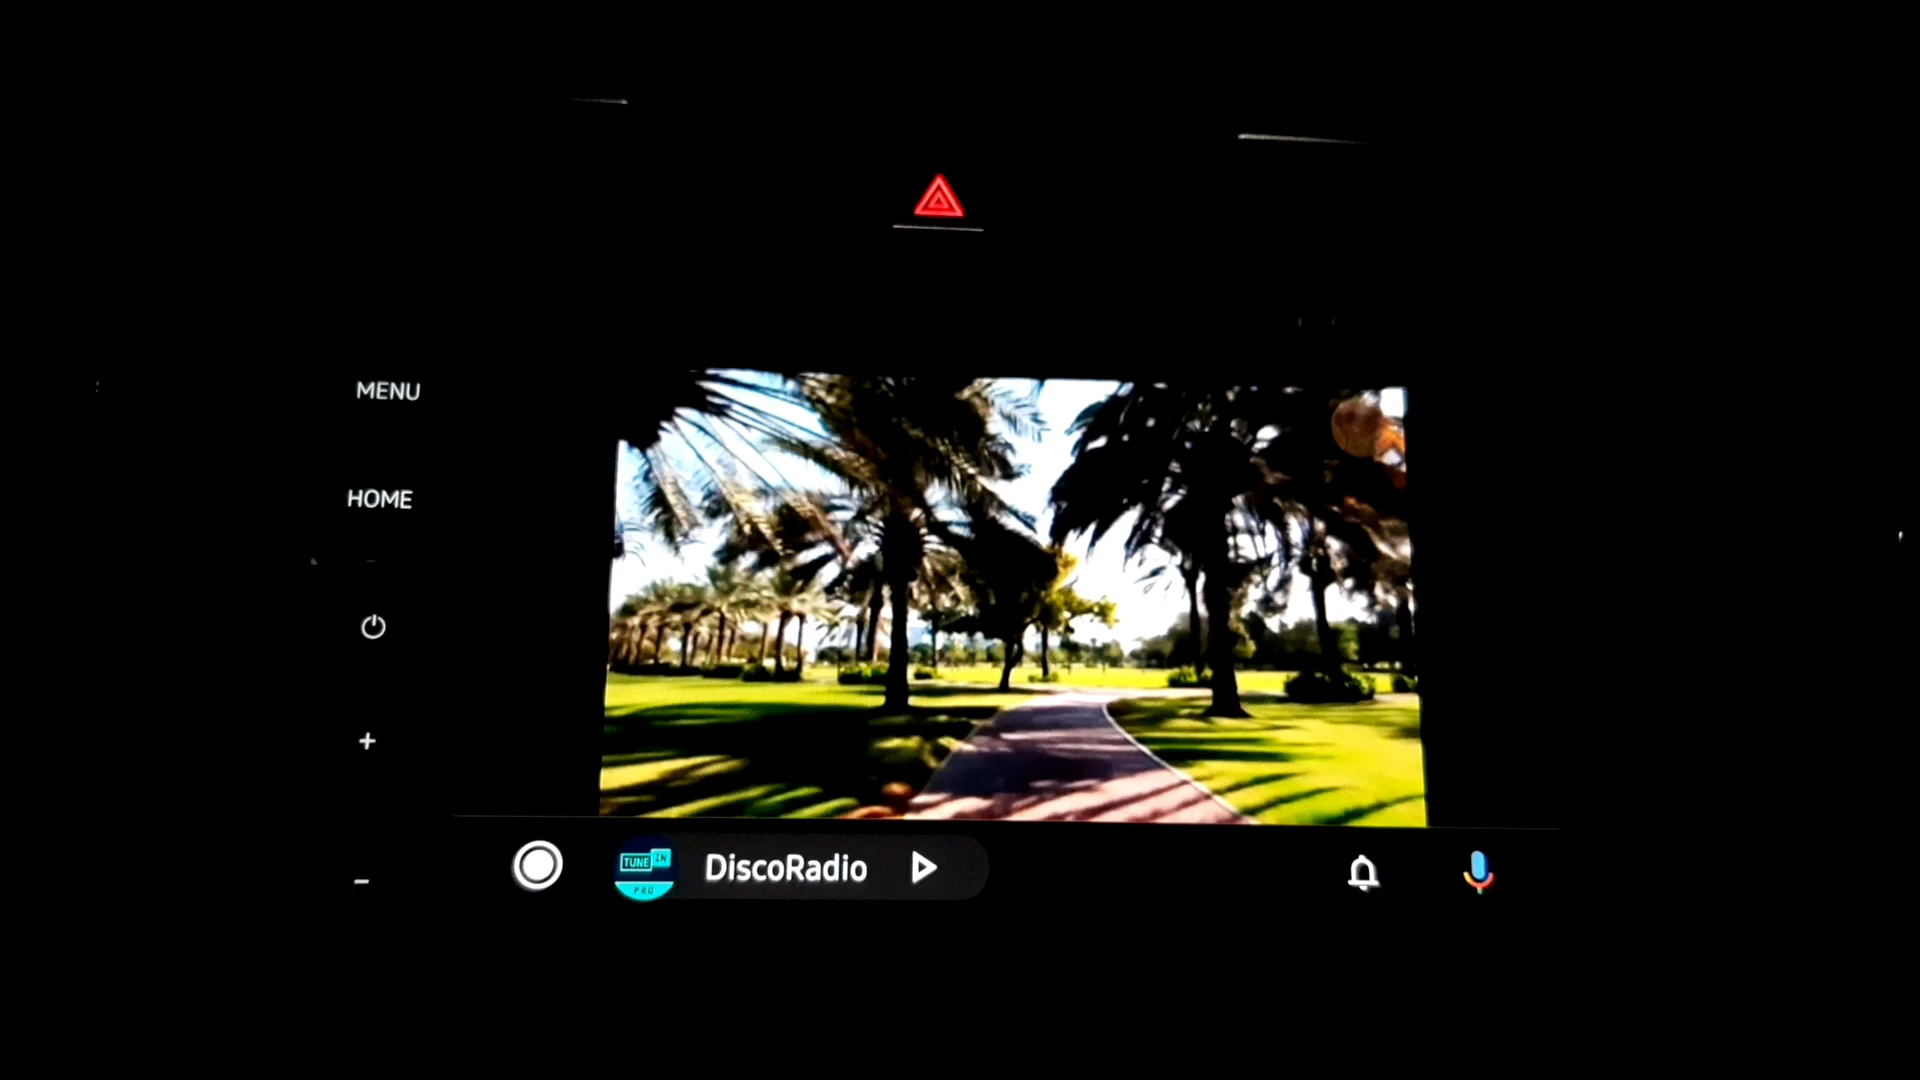 MENU
HOME
+
TUNE IN
PRO
DiscoRadio
-